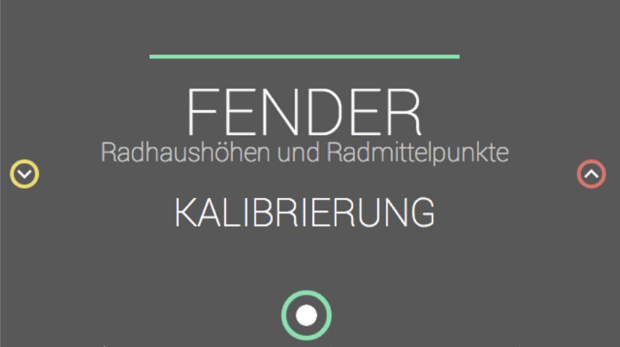 FENDER
Radhaushöhen und Radmittelpunkte
KALIBRIERUNG